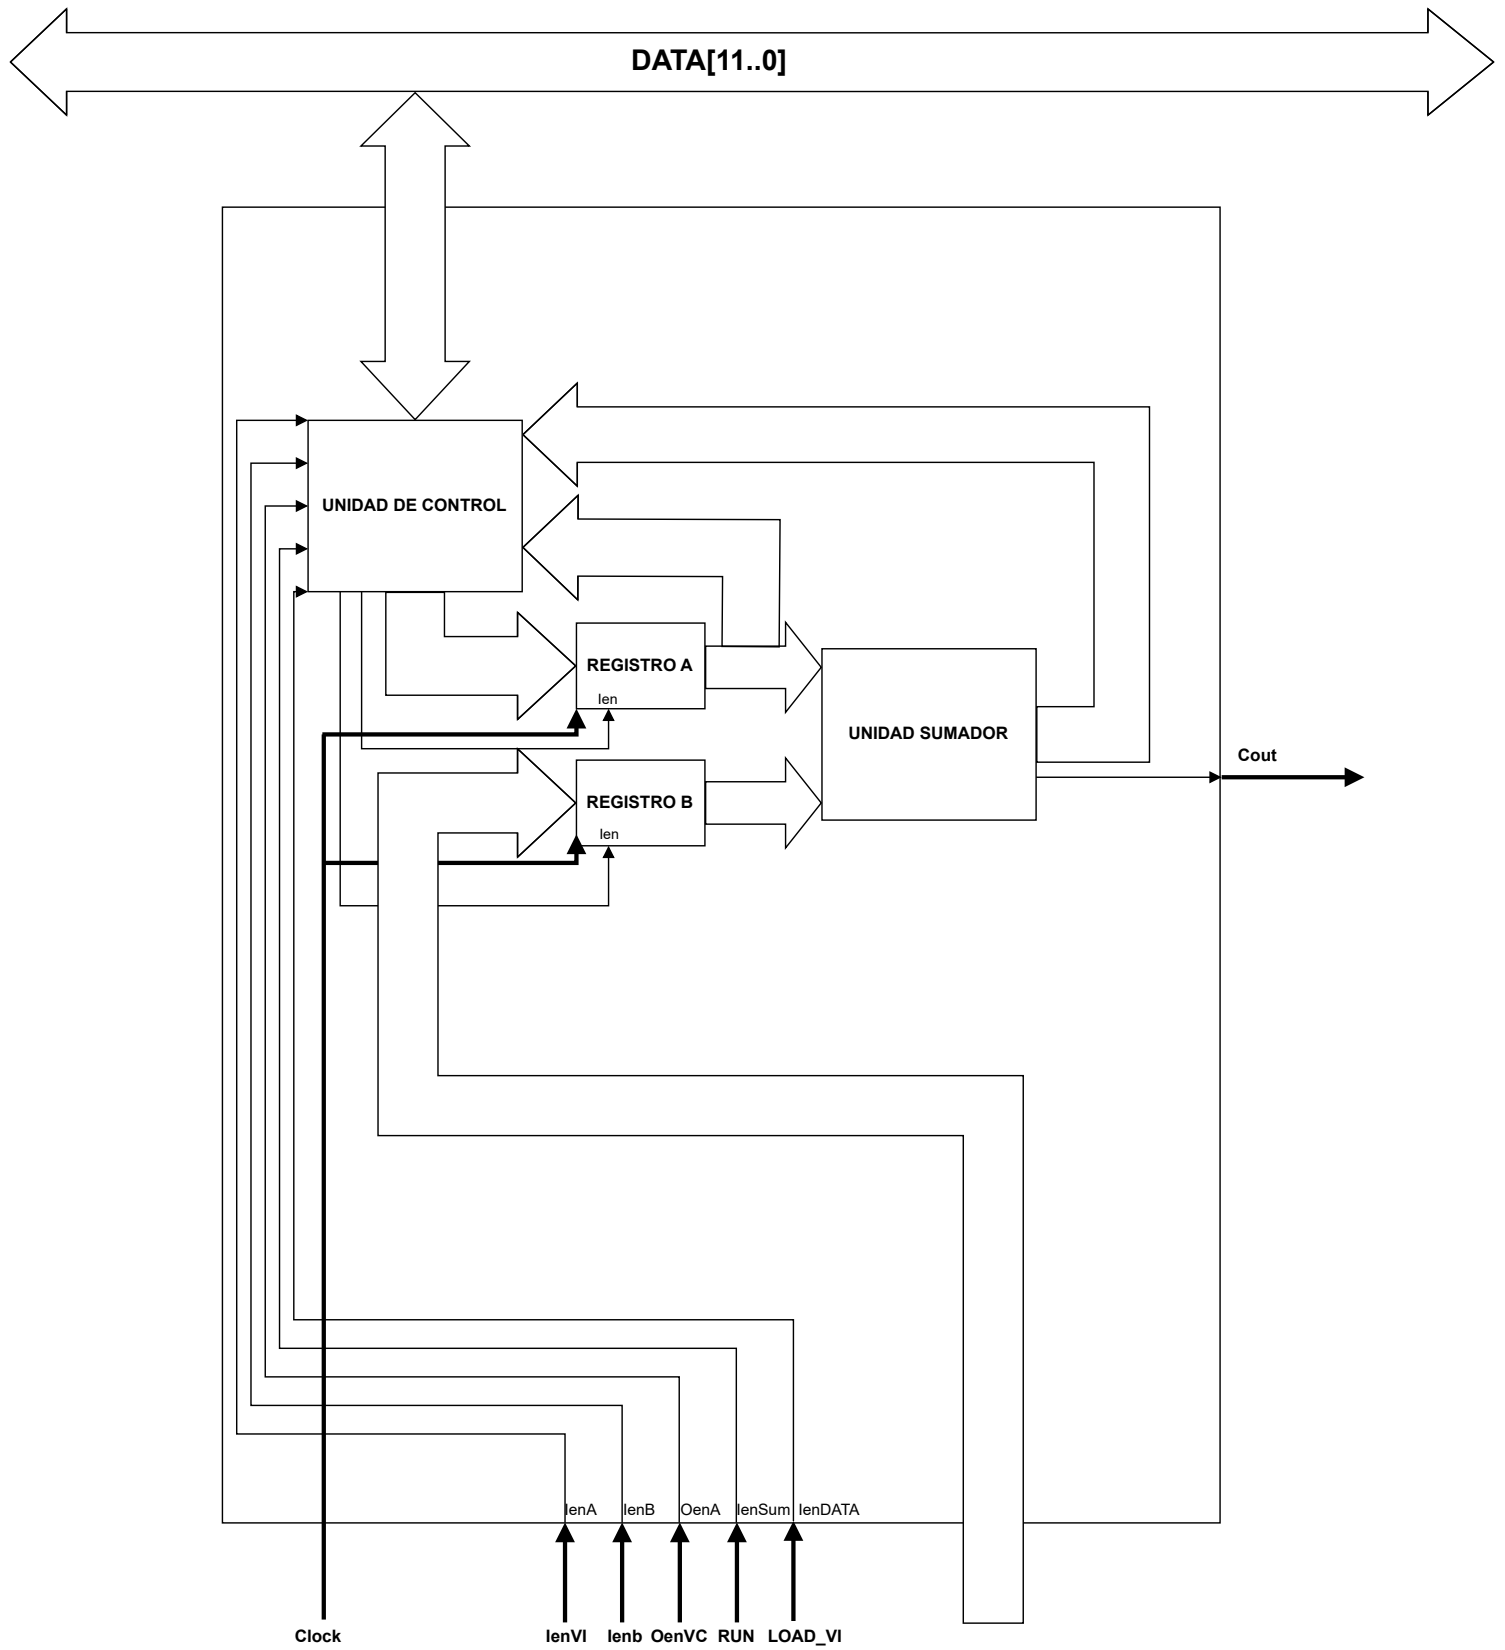 DATA[11..0]
UNIDAD DE CONTROL
REGISTRO A
Ien
UNIDAD SUMADOR
Cout
REGISTRO B
Ien
IenA IenB OenA IenSum IenDATA
Clock IenVI Ienb OenVC RUN LOAD_VI